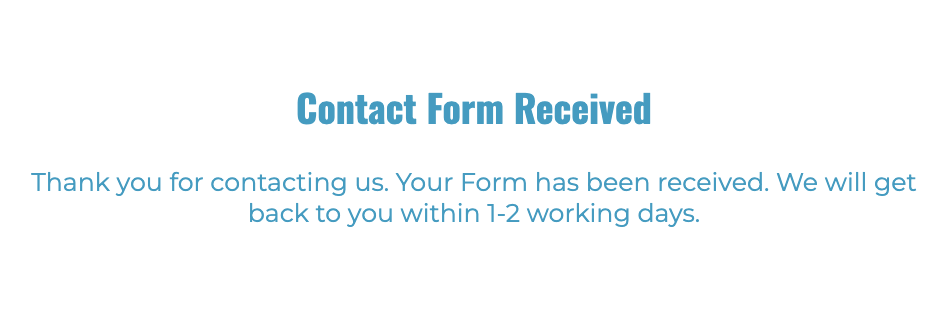 Contact Form Received
Thank you for contacting us. Your Form has been received. We will get
back to you within 1-2 working days.